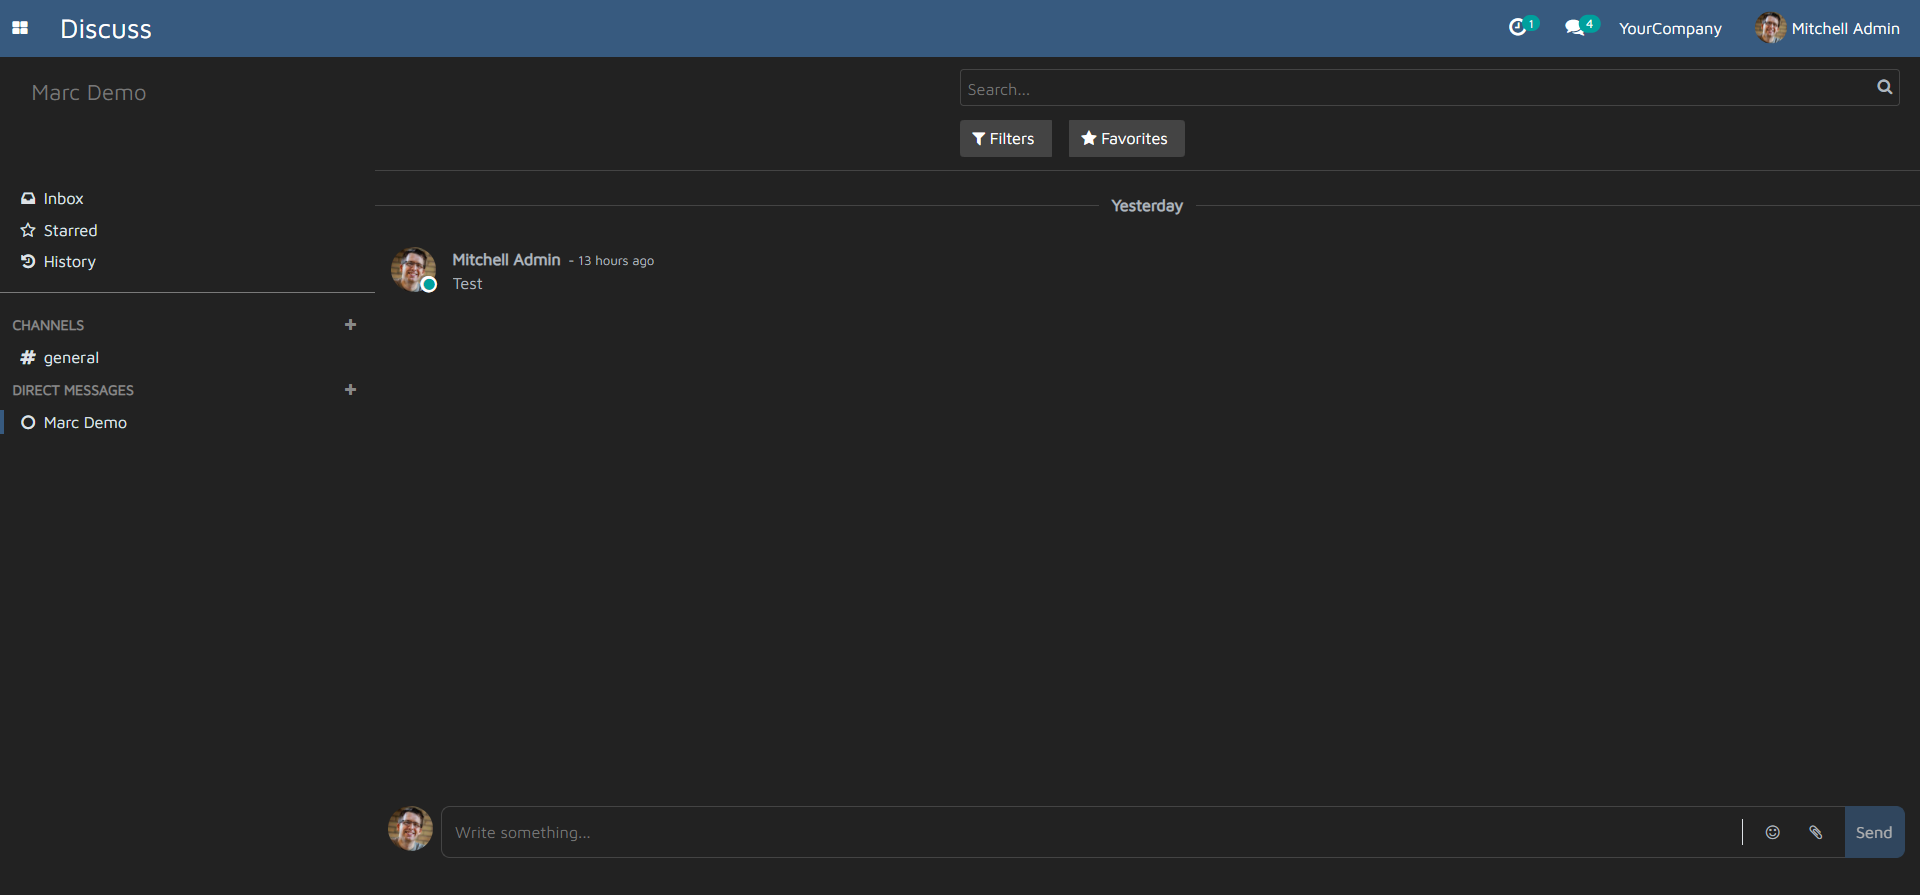 Discuss
1
4
YourCompany
Mitchell Admin
Marc Demo
Search...
Filters
Favorites
Inbox
Starred
History
CHANNELS
general
DIRECT MESSAGES
Marc Demo
Yesterday
Mitchell Admin - 13 hours ago
Test
Write something...
Send